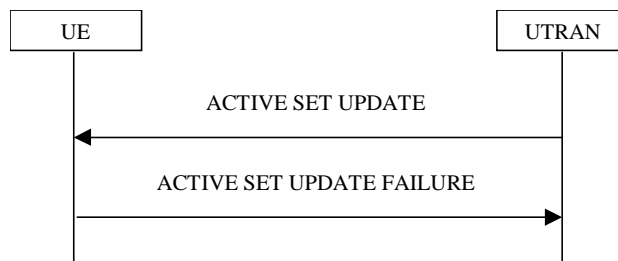 UE
UTRAN
ACTIVE SET UPDATE
ACTIVE SET UPDATE FAILURE